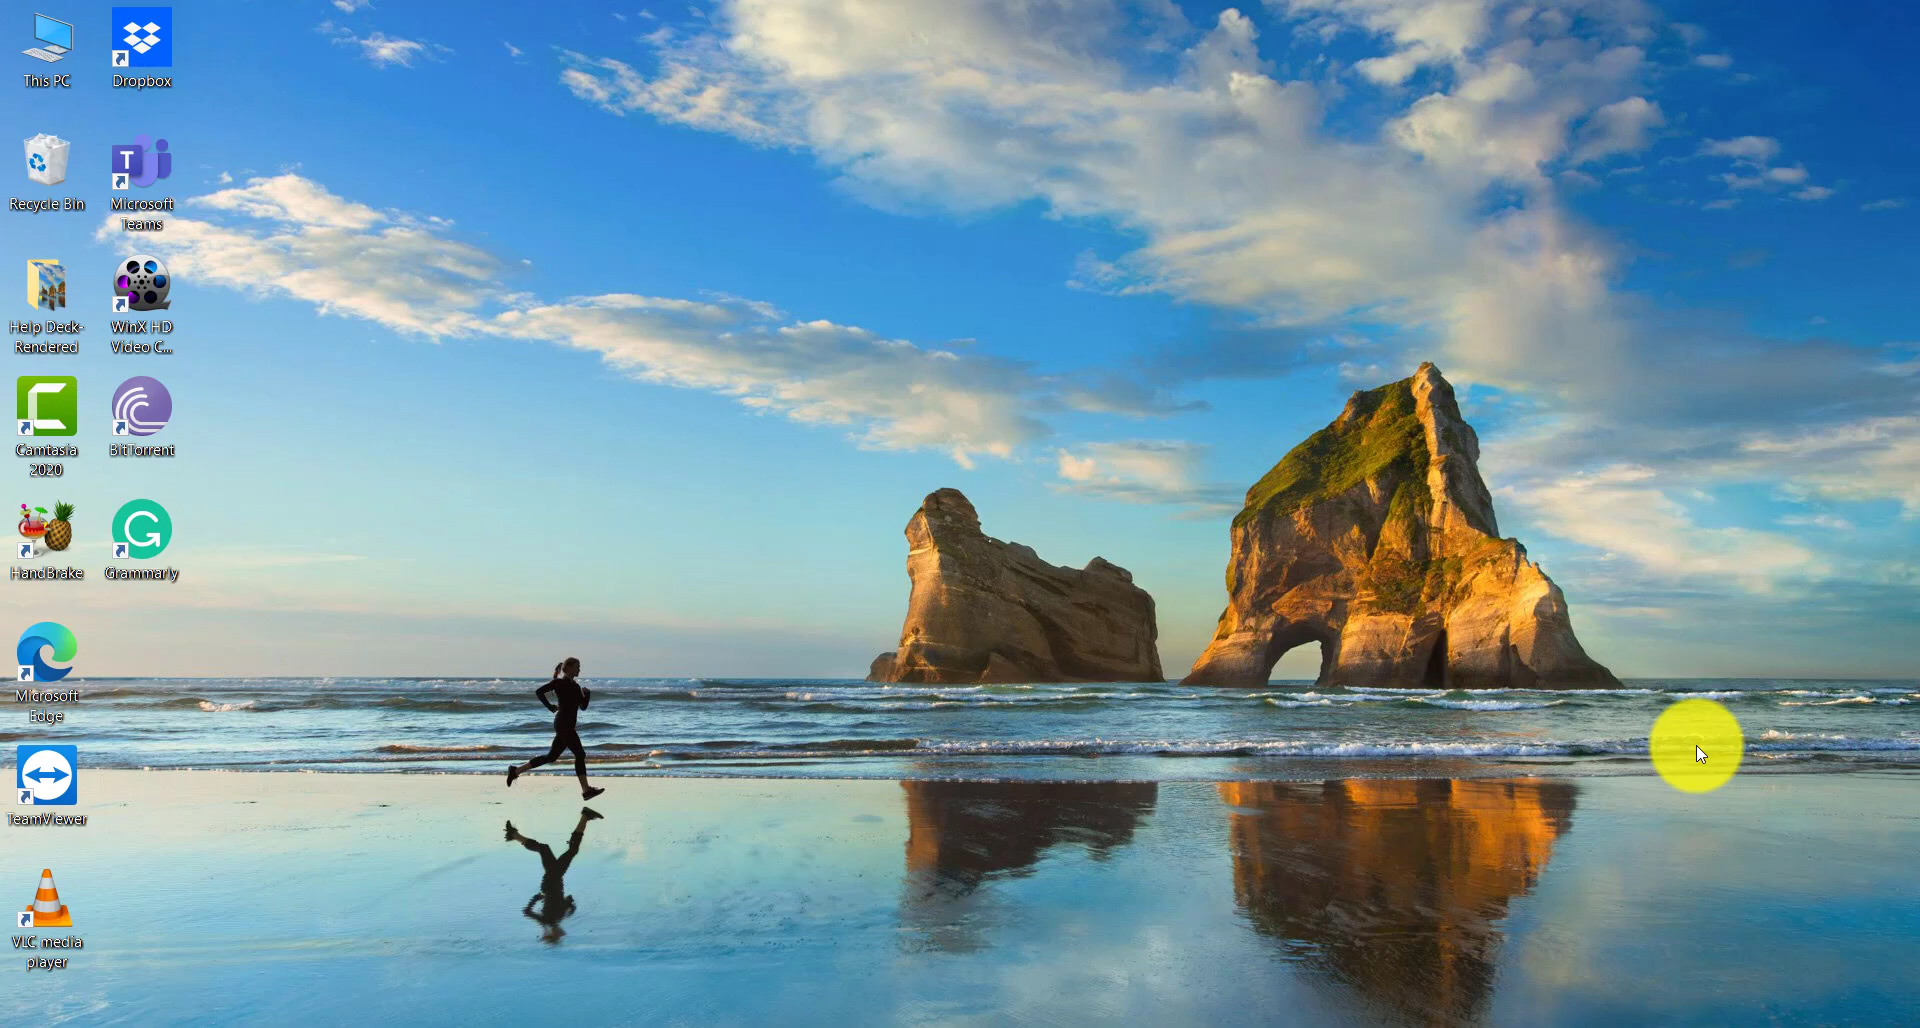 This PC
Dropbox
Recycle Bin
Microsoft
Teams
Help Deck-
Rendered
WinX HD
Video C...
Camtasia
2020
BitTorrent
HandBrake
Grammarly
Microsoft
Edge
TeamViewer
VLC media
player